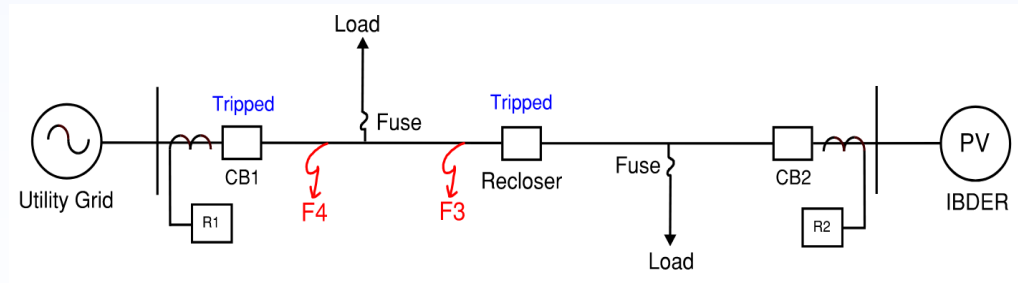 Load
Tripped
Tripped
Fuse
PV
Fuse
CB1
Recloser
CB2
Utility Grid
IBDER
R1
F4
F3
R2
Load